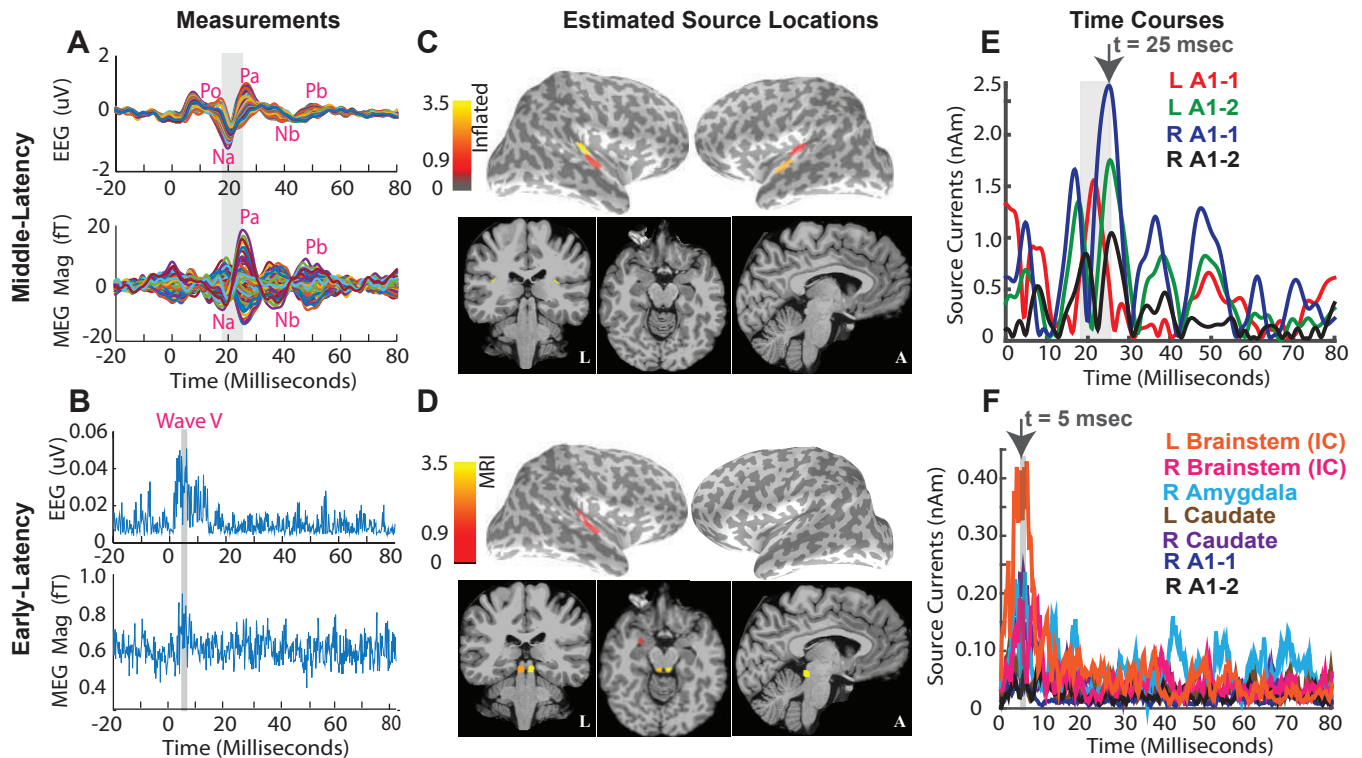 Measurements
Estimated Source Locations
Time Courses
Middle-Latency
A
2
0
2
EEG (uV)
Po
Pa
Pb
Na
Nb
-20 0 20 40 60 80
20
0
-20
MEG Mag (fT)
Pa
Pb
Na
Nb
-20 0 20 40 60 80
Time (Milliseconds)
C
3.5
0.9
0
Inflated
L
A
E
t = 25 msec
2.5
2.0
1.5
1.0
0.5
0
Source Currents (nAm)
L A1-1
L A1-2
R A1-1
R A1-2
0 10 20 30 40 50 60 70 80
Time (Milliseconds)
Early-Latency
B
Wave V
0.06
0.04
0.02
0
EEG (uV)
-20 0 20 40 60 80
1.0
0.8
0.6
0.4
MEG Mag (fT)
-20 0 20 40 60 80
Time (Milliseconds)
D
3.5
0.9
0
MRI
L
A
F
t = 5 msec
0.40
0.30
0.20
0.10
0
Source Currents (nAm)
L Brainstem (IC)
R Brainstem (IC)
R Amygdala
L Caudate
R Caudate
R A1-1
R A1-2
0 10 20 30 40 50 60 70 80
Time (Milliseconds)